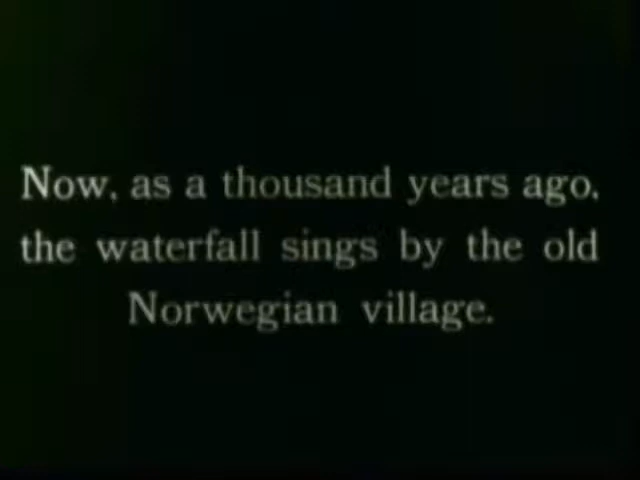 Now, as a thousand years ago,
the waterfall sings by the old
Norwegian village.